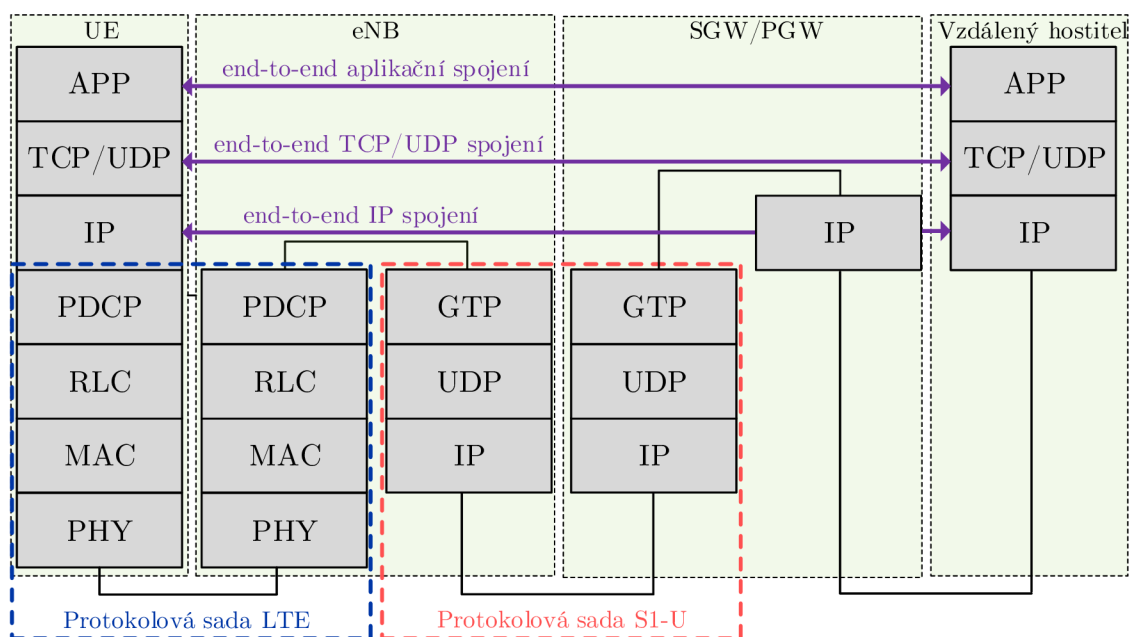 UE
eNB
SGW/PGW
Vzdálený hostitel
APP
end-to-end aplikační spojení
APP
TCP/UDP
end-to-end TCP/UDP spojení
TCP/UDP
IP
end-to-end IP spojení
IP
IP
PDCP
PDCP
GTP
GTP
RLC
RLC
UDP
UDP
MAC
MAC
IP
IP
PHY
PHY
Protokolová sada LTE
Protokolová sada S1-U